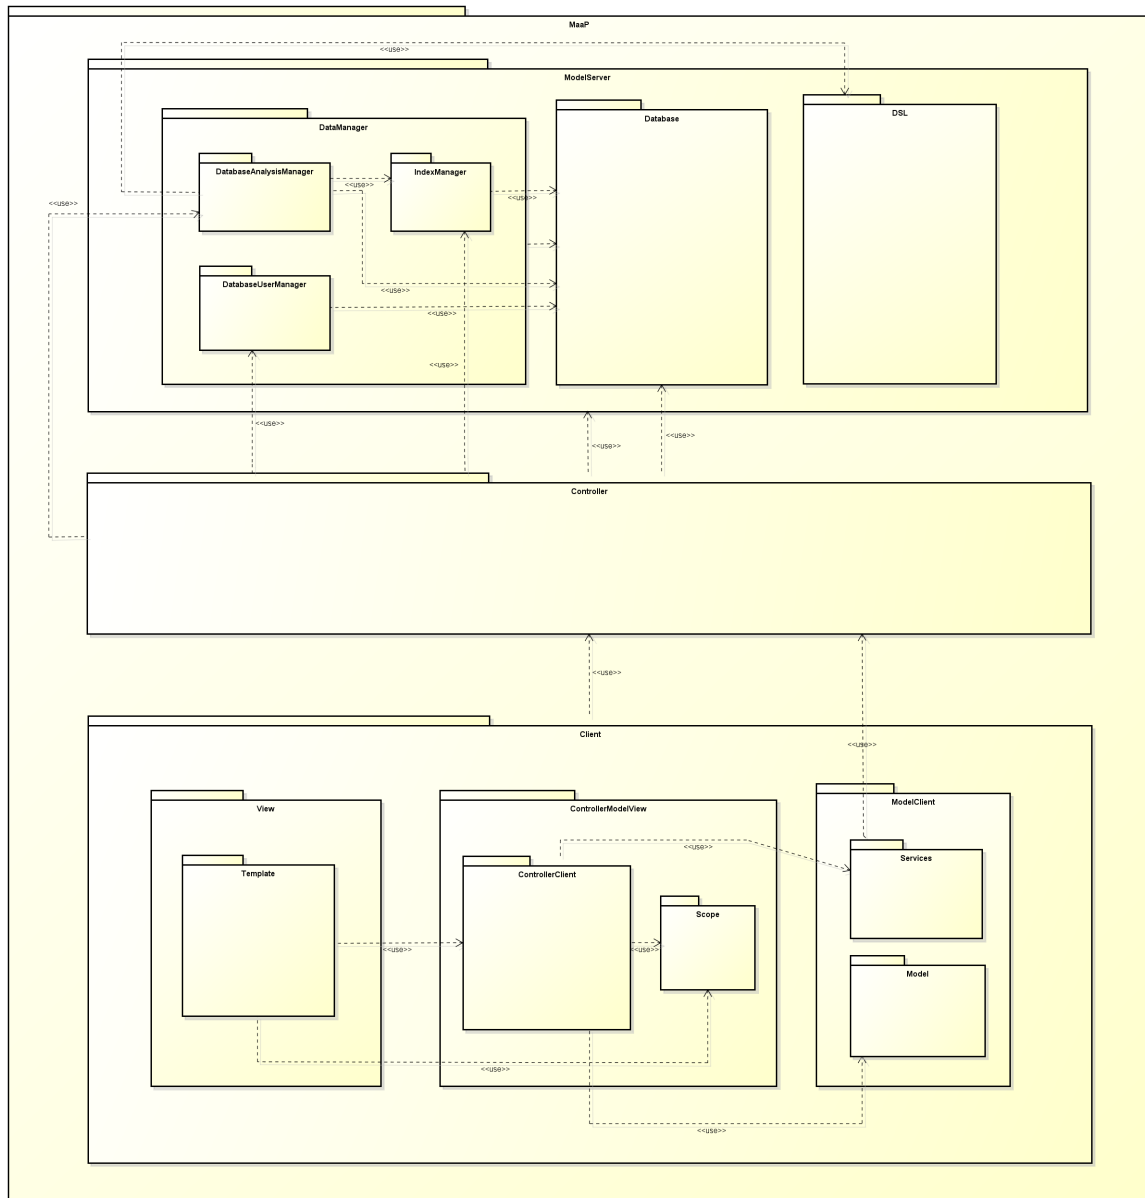 MaaP
<<use>>
ModelServer
DataManager
Database
DSL
DatabaseAnalysisManager
IndexManager
<<use>>
<<use>>
<<use>>
DatabaseUserManager
<<use>>
<<use>>
<<use>>
<<use>>
<<use>>
<<use>>
Controller
<<use>>
Client
<<use>>
View
ControllerModelView
ModelClient
<<use>>
Services
Template
ControllerClient
Scope
<<use>>
<<use>>
Model
<<use>>
<<use>>